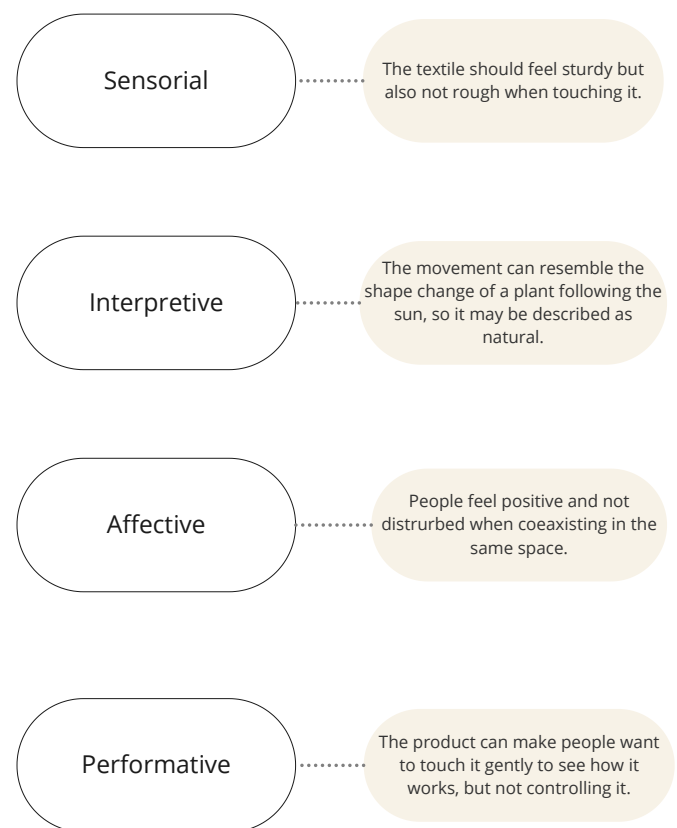 Sensorial
The textile should feel sturdy but
also not rough when touching it.
Interpretive
The movement can resemble the
shape change of a plant following the
sun, so it may be described as
natural.
Affective
People feel positive and not
distrurbed when coeaxisting in the
same space.
Performative
The product can make people want
to touch it gently to see how it
works, but not controlling it.